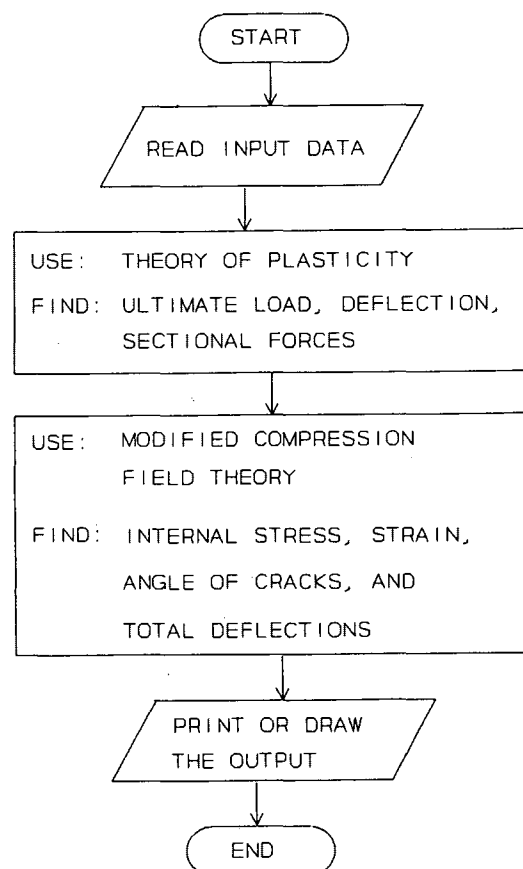 START
READ INPUT DATA
USE: THEORY OF PLASTICITY
FIND: ULTIMATE LOAD, DEFLECTION,
SECTIONAL FORCES
USE: MODIFIED COMPRESSION
FIELD THEORY
FIND: INTERNAL STRESS, STRAIN,
ANGLE OF CRACKS, AND
TOTAL DEFLECTIONS
PRINT OR DRAW
THE OUTPUT
END